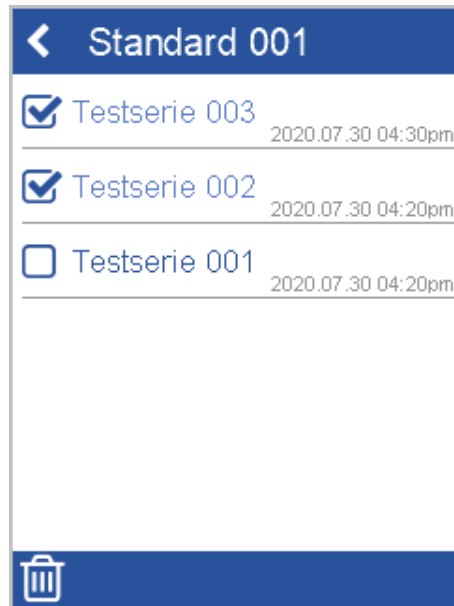 Standard 001
Testserie 003
2020.07.30 04:30pm
Testserie 002
2020.07.30 04:20pm
Testserie 001
2020.07.30 04:20pm